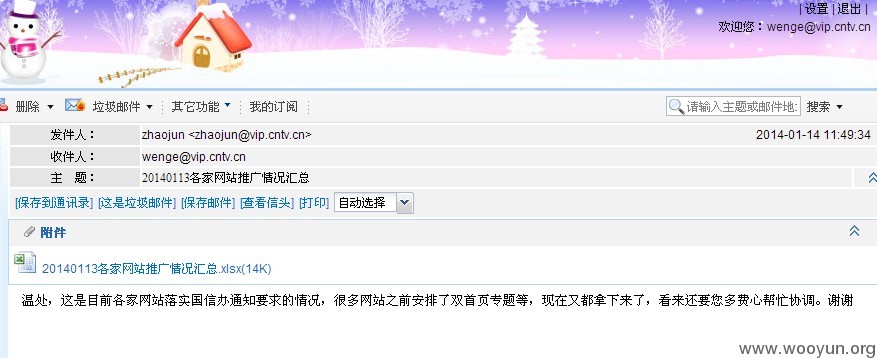 | 设置 | 退出 |
欢迎您：wenge@vip.cntv.cn
删除 垃圾邮件 其它功能 我的订阅 请输入主题或邮件地: 搜索
发件人： zhaojun <zhaojun@vip.cntv.cn> 2014-01-14 11:49:34
收件人： wenge@vip.cntv.cn
主 题： 20140113各家网站推广情况汇总
[保存到通讯录] [这是垃圾邮件] [保存邮件] [查看信头] [打印] 自动选择
附件
20140113各家网站推广情况汇总.xlsx(14K)
温处，这是目前各家网站落实国信办通知要求的情况，很多网站之前安排了双首页专题等，现在又都拿下来了，看来还要您多费心帮忙协调。谢谢
www.wooyun.org